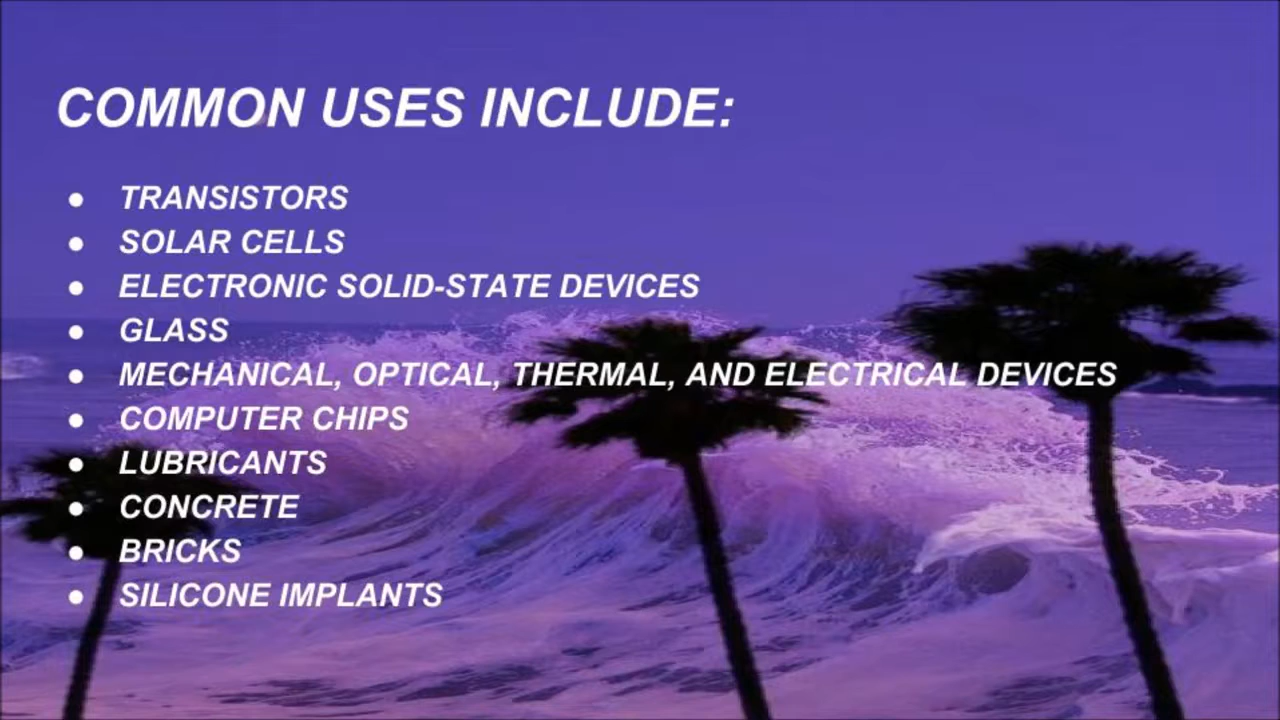 COMMON USES INCLUDE:
● TRANSISTORS
● SOLAR CELLS
● ELECTRONIC SOLID-STATE DEVICES
● GLASS
● MECHANICAL, OPTICAL, THERMAL, AND ELECTRICAL DEVICES
● COMPUTER CHIPS
● LUBRICANTS
● CONCRETE
● BRICKS
● SILICONE IMPLANTS